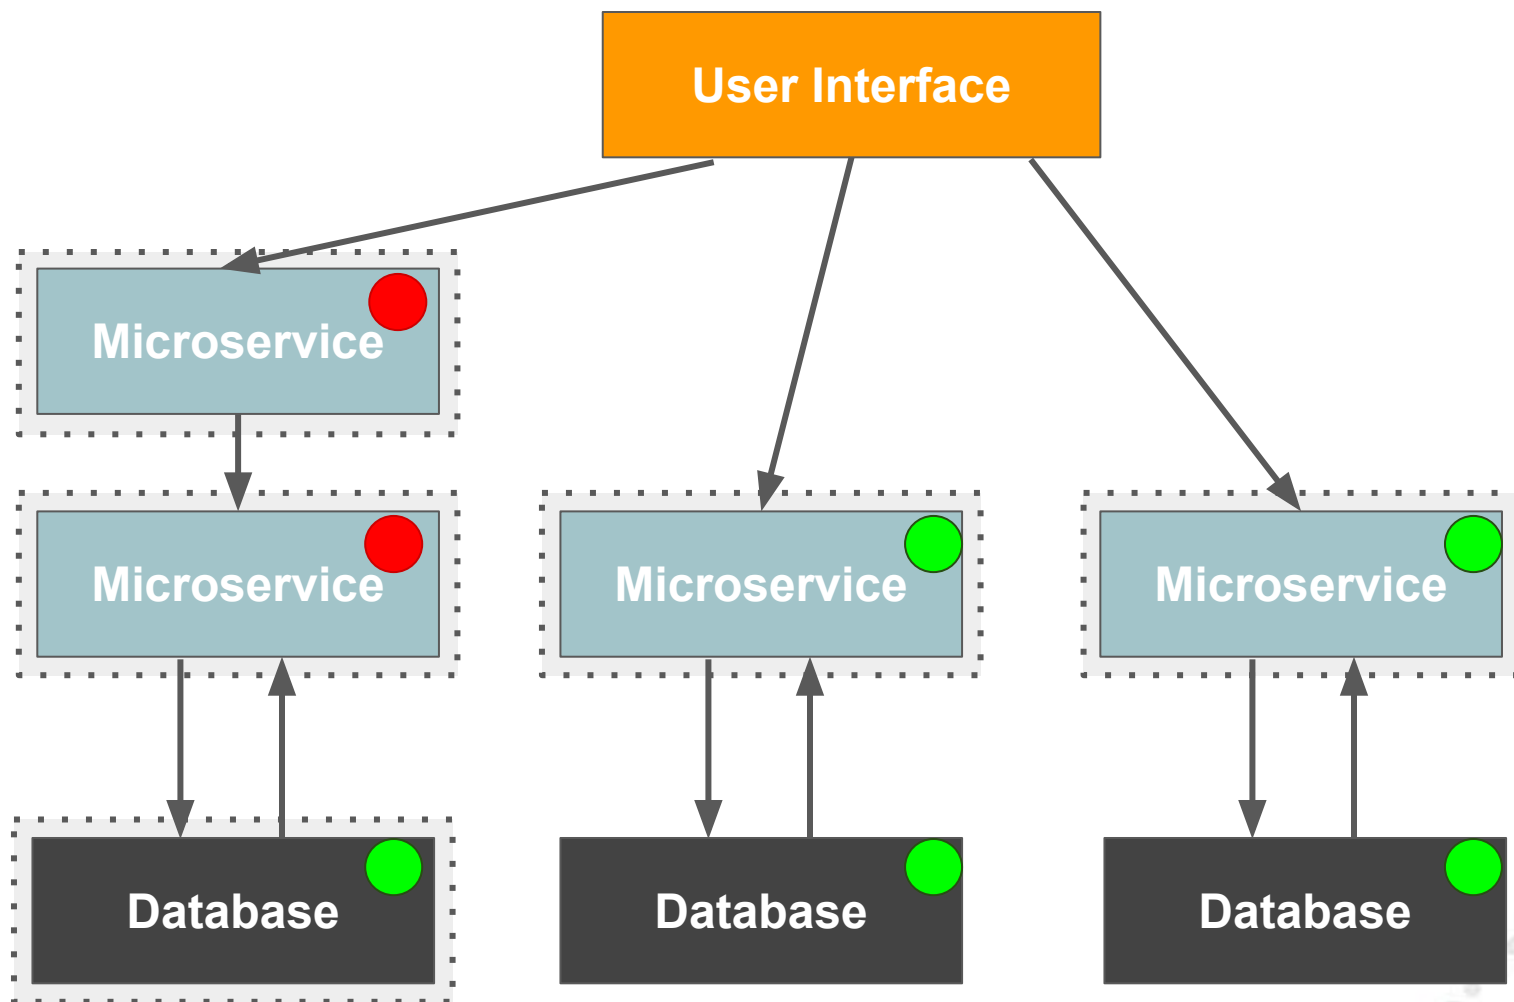 User Interface
Microservice
Microservice
Microservice
Microservice
Database
Database
Database